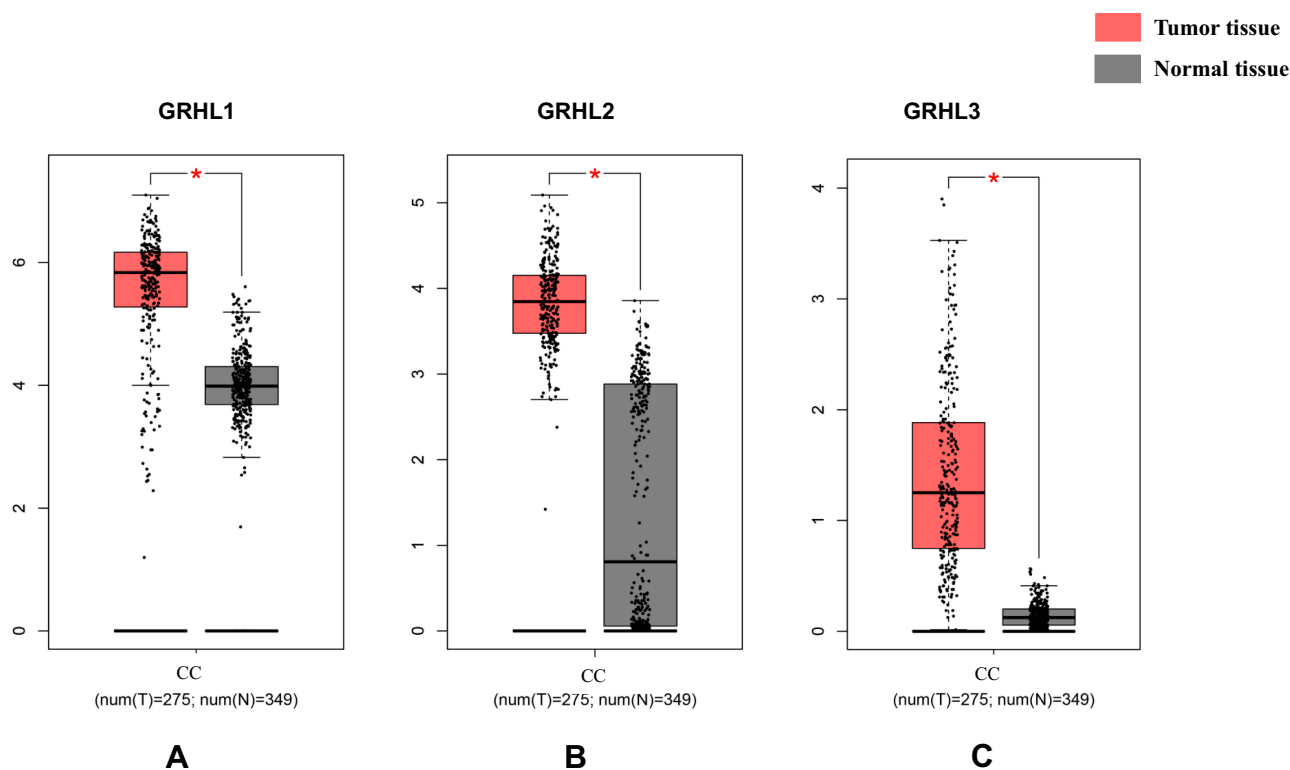 Tumor tissue
Normal tissue
GRHL1
GRHL2
GRHL3
*
6
4
2
0
CC
(num(T)=275; num(N)=349)
*
5
4
3
2
1
0
CC
(num(T)=275; num(N)=349)
*
4
3
2
1
0
CC
(num(T)=275; num(N)=349)
A
B
C